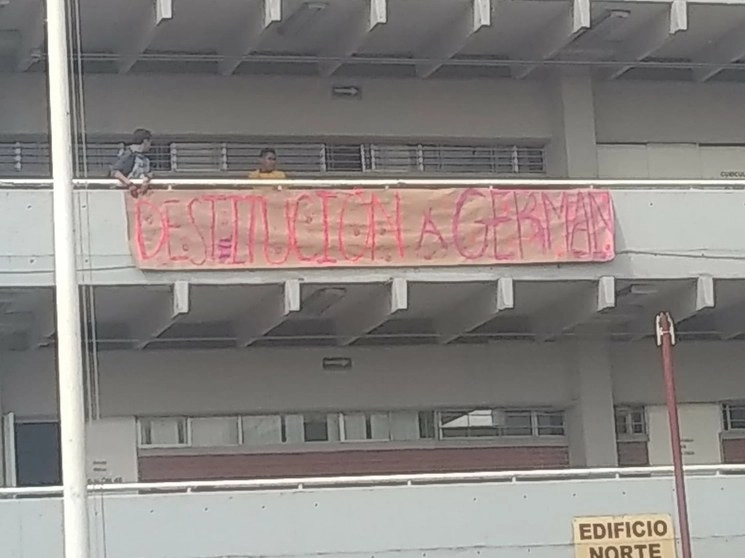 DESTITUCIÓN A GERMAN
EDIFICIO
NORTE